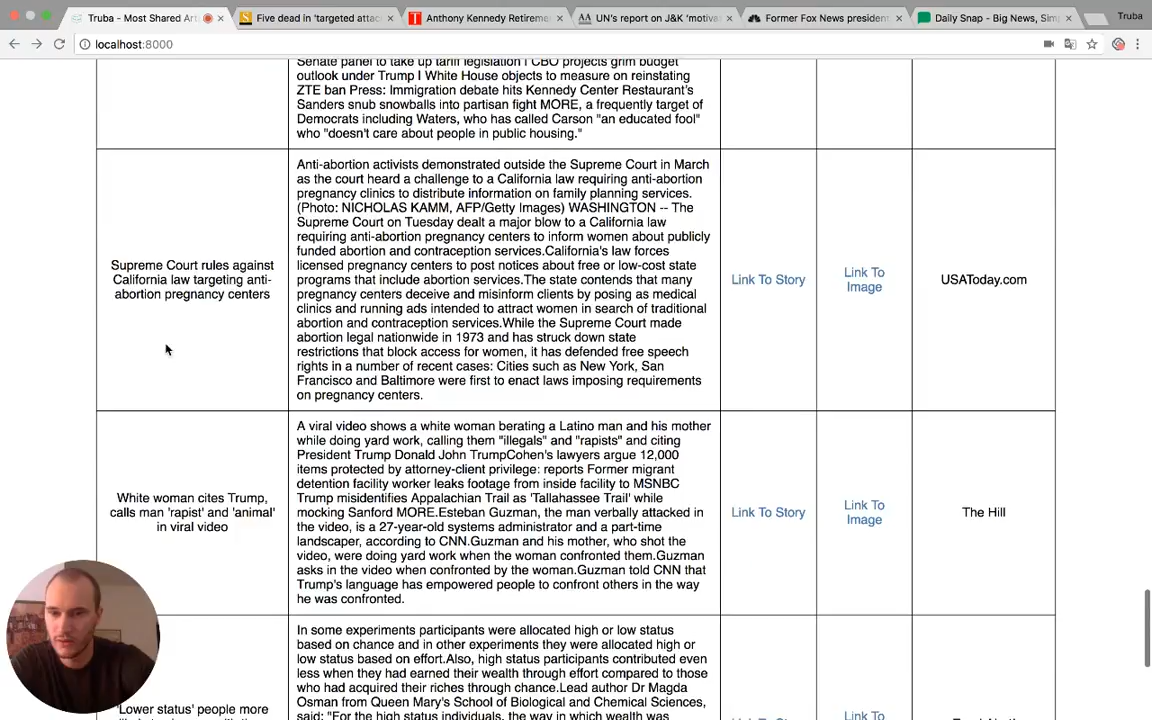 Truba - Most Shared Art
Five dead in 'targeted attac
Anthony Kennedy Retireme
UN's report on J&K 'motiva
Former Fox News president
Daily Snap - Big News, Sim
Truba
localhost:8000
Senate panel to take up tariff legislation | CBO projects grim budget
outlook under Trump | White House objects to measure on reinstating
ZTE ban Press: Immigration debate hits Kennedy Center Restaurant's
Sanders snub snowballs into partisan fight MORE, a frequently target of
Democrats including Waters, who has called Carson "an educated fool"
who "doesn't care about people in public housing."
Supreme Court rules against
California law targeting anti-
abortion pregnancy centers
Anti-abortion activists demonstrated outside the Supreme Court in March
as the court heard a challenge to a California law requiring anti-abortion
pregnancy clinics to distribute information on family planning services.
(Photo: NICHOLAS KAMM, AFP/Getty Images) WASHINGTON -- The
Supreme Court on Tuesday dealt a major blow to a California law
requiring anti-abortion pregnancy centers to inform women about publicly
funded abortion and contraception services.California's law forces
licensed pregnancy centers to post notices about free or low-cost state
programs that include abortion services.The state contends that many
pregnancy centers deceive and misinform clients by posing as medical
clinics and running ads intended to attract women in search of traditional
abortion and contraception services.While the Supreme Court made
abortion legal nationwide in 1973 and has struck down state
restrictions that block access for women, it has defended free speech
rights in a number of recent cases: Cities such as New York, San
Francisco and Baltimore were first to enact laws imposing requirements
on pregnancy centers.
Link To Story
Link To
Image
USAToday.com
White woman cites Trump,
calls man 'rapist' and 'animal'
in viral video
A viral video shows a white woman berating a Latino man and his mother
while doing yard work, calling them "illegals" and "rapists" and citing
President Trump Donald John TrumpCohen's lawyers argue 12,000
items protected by attorney-client privilege: reports Former migrant
detention facility worker leaks footage from inside facility to MSNBC
Trump misidentifies Appalachian Trail as 'Tallahassee Trail' while
mocking Sanford MORE.Esteban Guzman, the man verbally attacked in
the video, is a 27-year-old systems administrator and a part-time
landscaper, according to CNN.Guzman and his mother, who shot the
video, were doing yard work when the woman confronted them.Guzman
asks in the video when confronted by the woman.Guzman told CNN that
Trump's language has empowered people to confront others in the way
he was confronted.
Link To Story
Link To
Image
The Hill
'Lower status' people more
In some experiments participants were allocated high or low status
based on chance and in other experiments they were allocated high or
low status based on effort.Also, high status participants contributed even
less when they had earned their wealth through effort compared to those
who had acquired their riches through chance.Lead author Dr Magda
Osman from Queen Mary's School of Biological and Chemical Sciences,
said: "For the high status individuals, the way in which wealth was
Link To